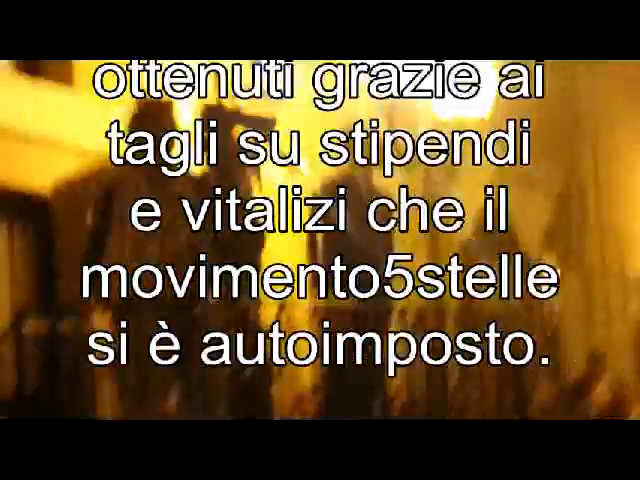 ottenuti grazie ai
tagli su stipendi
e vitalizi che il
movimento5stelle
si è autoimposto.